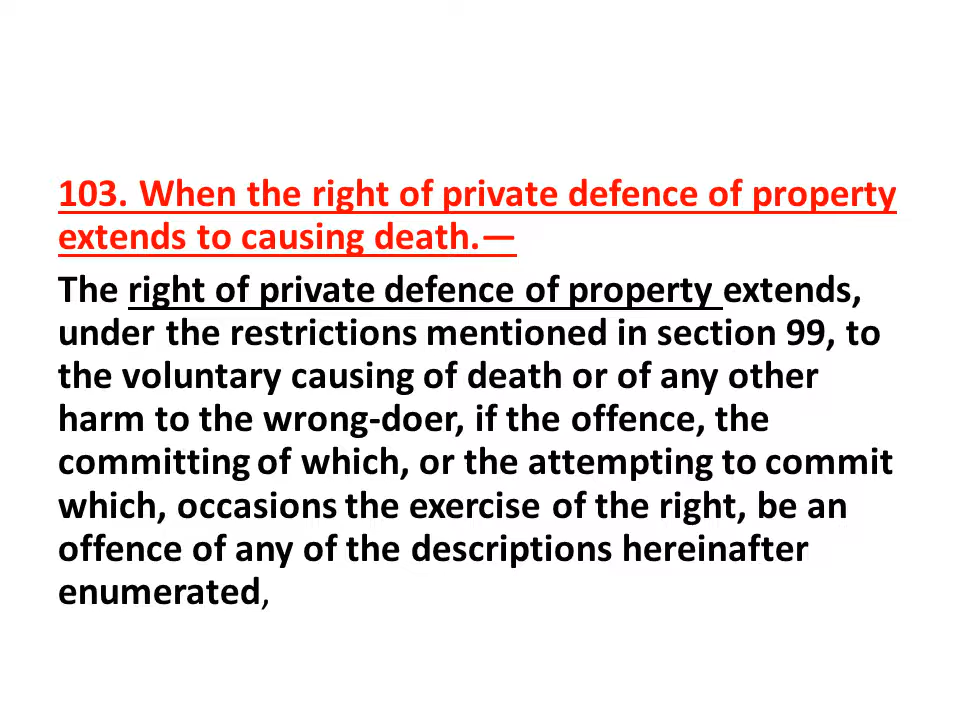 103. When the right of private defence of property
extends to causing death.—
The right of private defence of property extends,
under the restrictions mentioned in section 99, to
the voluntary causing of death or of any other
harm to the wrong-doer, if the offence, the
committing of which, or the attempting to commit
which, occasions the exercise of the right, be an
offence of any of the descriptions hereinafter
enumerated,